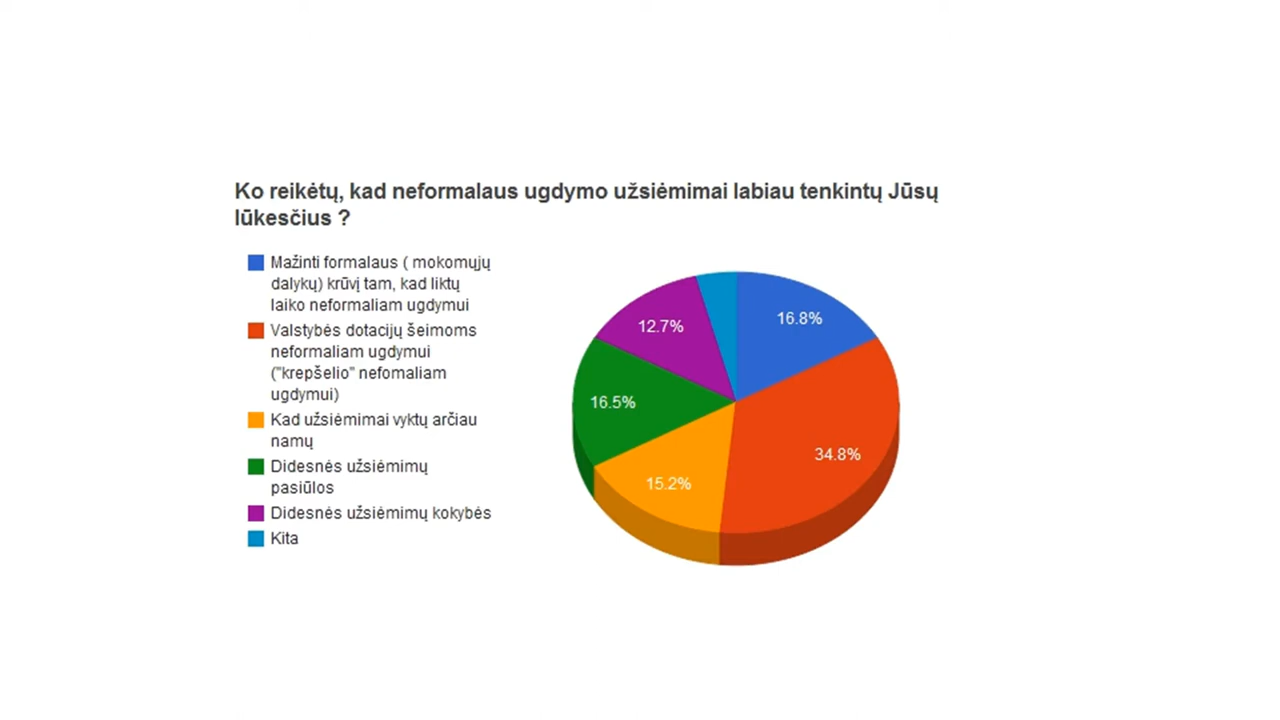 Ko reikėtų, kad neformalaus ugdymo užsiėmimai labiau tenkintų Jūsų
lūkesčius ?
Mažinti formalaus ( mokomųjų
dalykų) krūvį tam, kad liktų
laiko neformaliam ugdymui
Valstybės dotacijų šeimoms
neformaliam ugdymui
("krepšelio" nefomaliam
ugdymui)
Kad užsiėmimai vyktų arčiau
namų
Didesnės užsiėmimų
pasiūlos
Didesnės užsiėmimų kokybės
Kita
16.8%
34.8%
15.2%
16.5%
12.7%